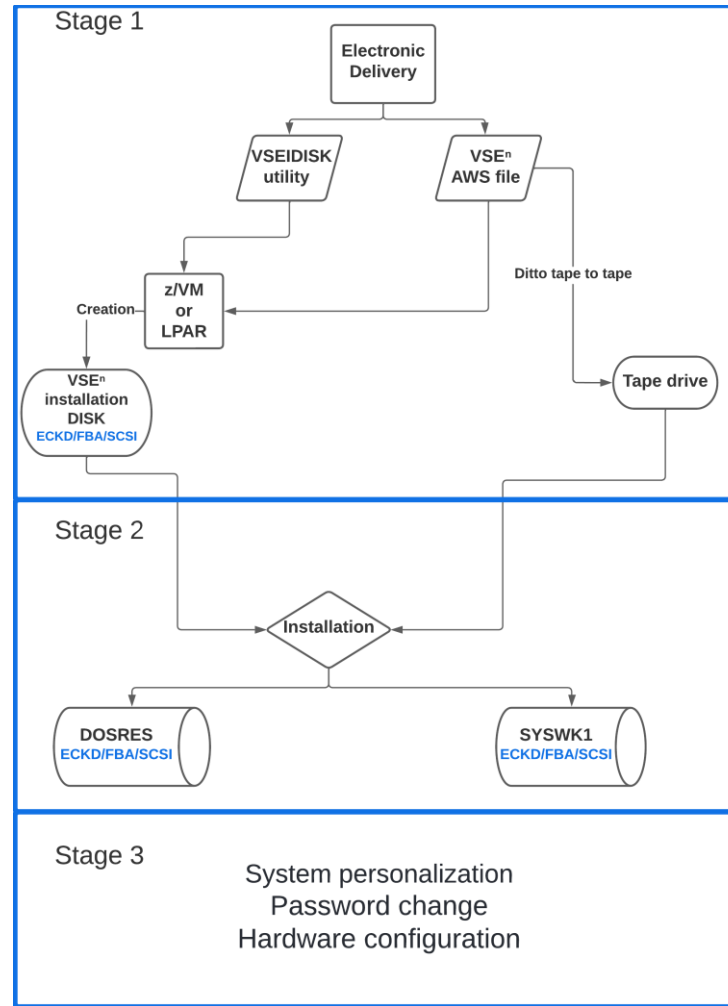 Stage 1
Electronic
Delivery
VSEIDISK
utility
VSEⁿ
AWS file
Ditto tape to tape
z/VM
or
LPAR
Creation
VSEⁿ
installation
DISK
ECKD/FBA/SCSI
Tape drive
Stage 2
Installation
DOSRES
ECKD/FBA/SCSI
SYSWK1
ECKD/FBA/SCSI
Stage 3
System personalization
Password change
Hardware configuration